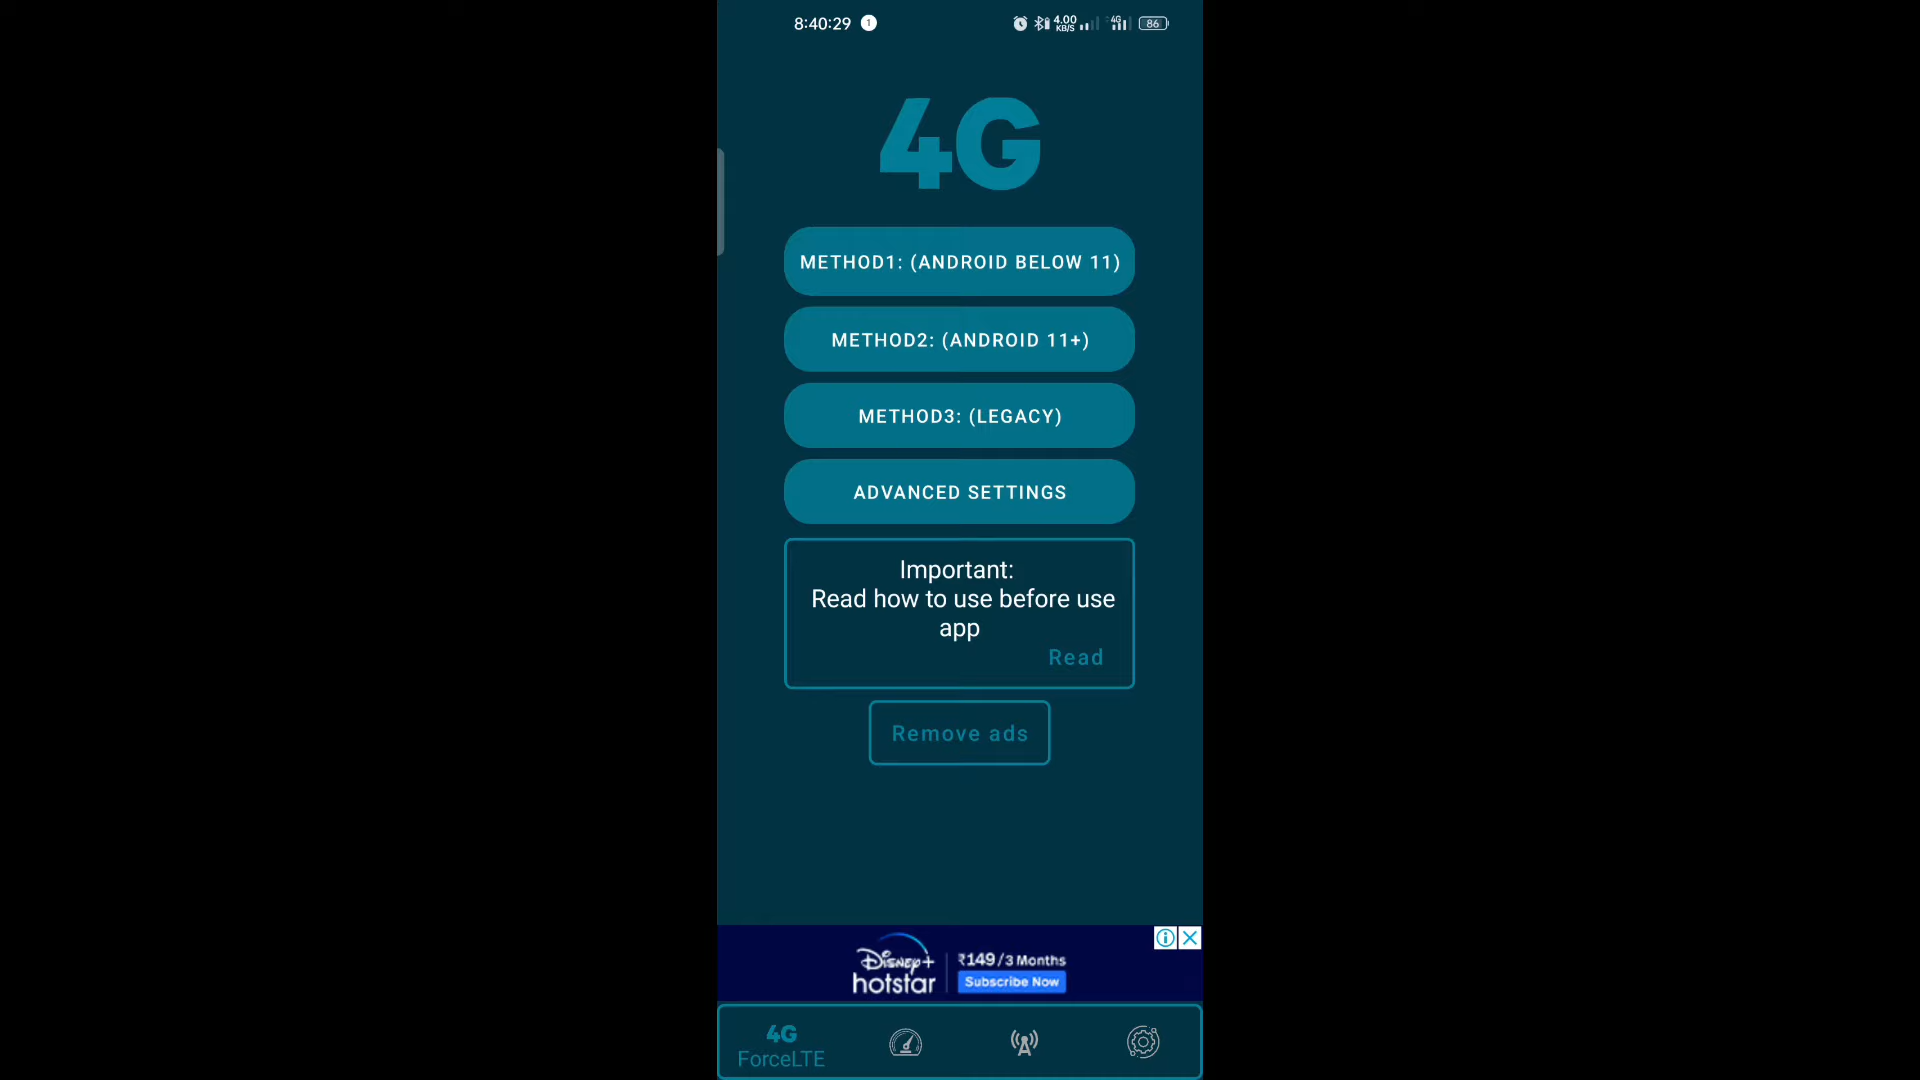 8:40:29 1 4.00 KB/S 4G 86
4G
METHOD1: (ANDROID BELOW 11)
METHOD2: (ANDROID 11+)
METHOD3: (LEGACY)
ADVANCED SETTINGS
Important:
Read how to use before use
app
Read
Remove ads
Disney+
hotstar
₹149/3 Months
Subscribe Now
4G
ForceLTE